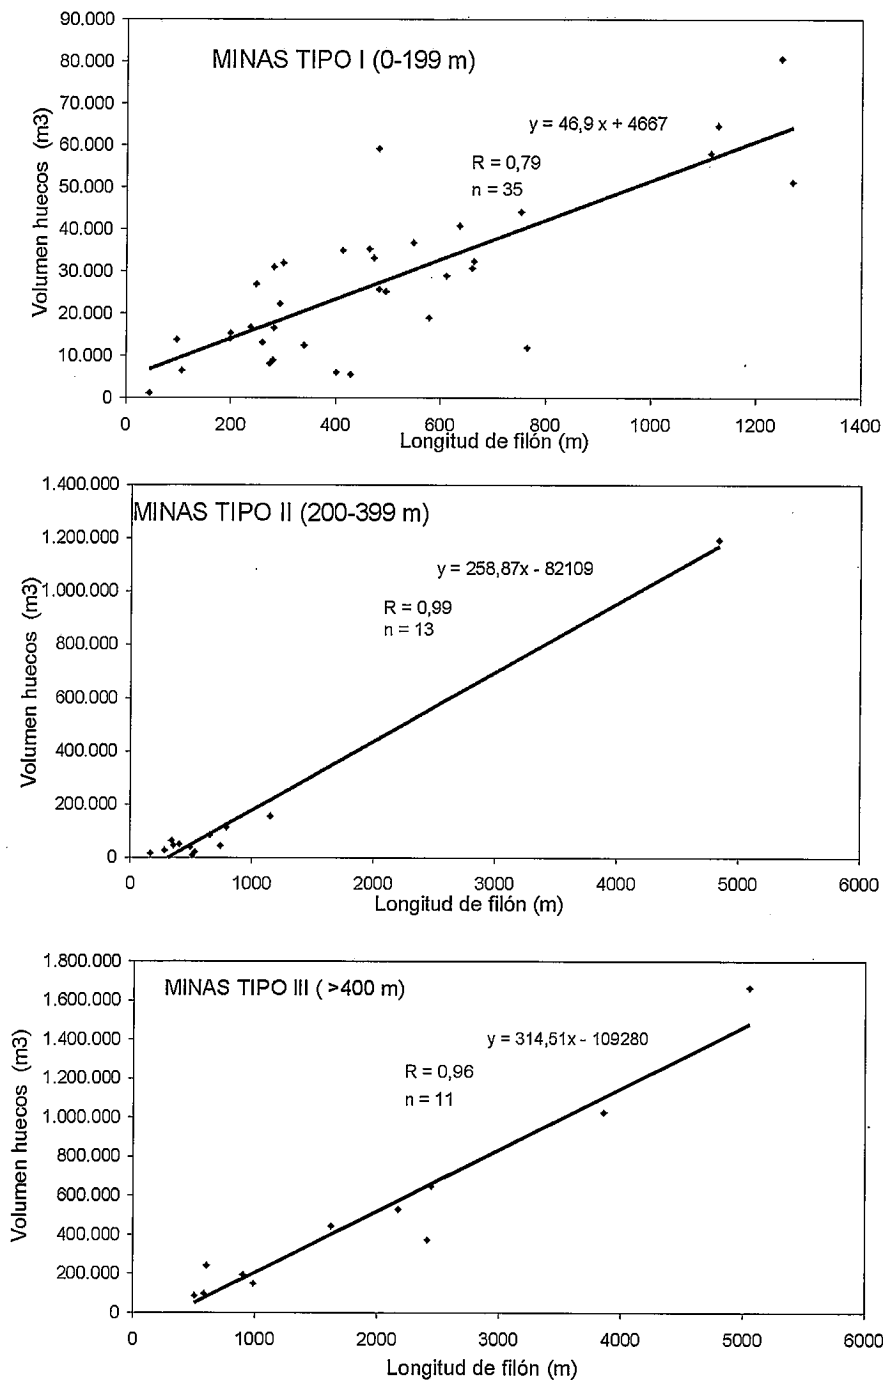 MINAS TIPO I (0-199 m)
y = 46,9 x + 4667
R = 0,79
n = 35
Volumen huecos (m3)
90.000
80.000
70.000
60.000
50.000
40.000
30.000
20.000
10.000
0
0 200 400 600 800 1000 1200 1400
Longitud de filón (m)
MINAS TIPO II (200-399 m)
y = 258,87x - 82109
R = 0,99
n = 13
Volumen huecos (m3)
1.400.000
1.200.000
1.000.000
800.000
600.000
400.000
200.000
0
0 1000 2000 3000 4000 5000 6000
Longitud de filón (m)
MINAS TIPO III ( >400 m)
y = 314,51x - 109280
R = 0,96
n = 11
Volumen huecos (m3)
1.800.000
1.600.000
1.400.000
1.200.000
1.000.000
800.000
600.000
400.000
200.000
0
0 1000 2000 3000 4000 5000 6000
Longitud de filón (m)